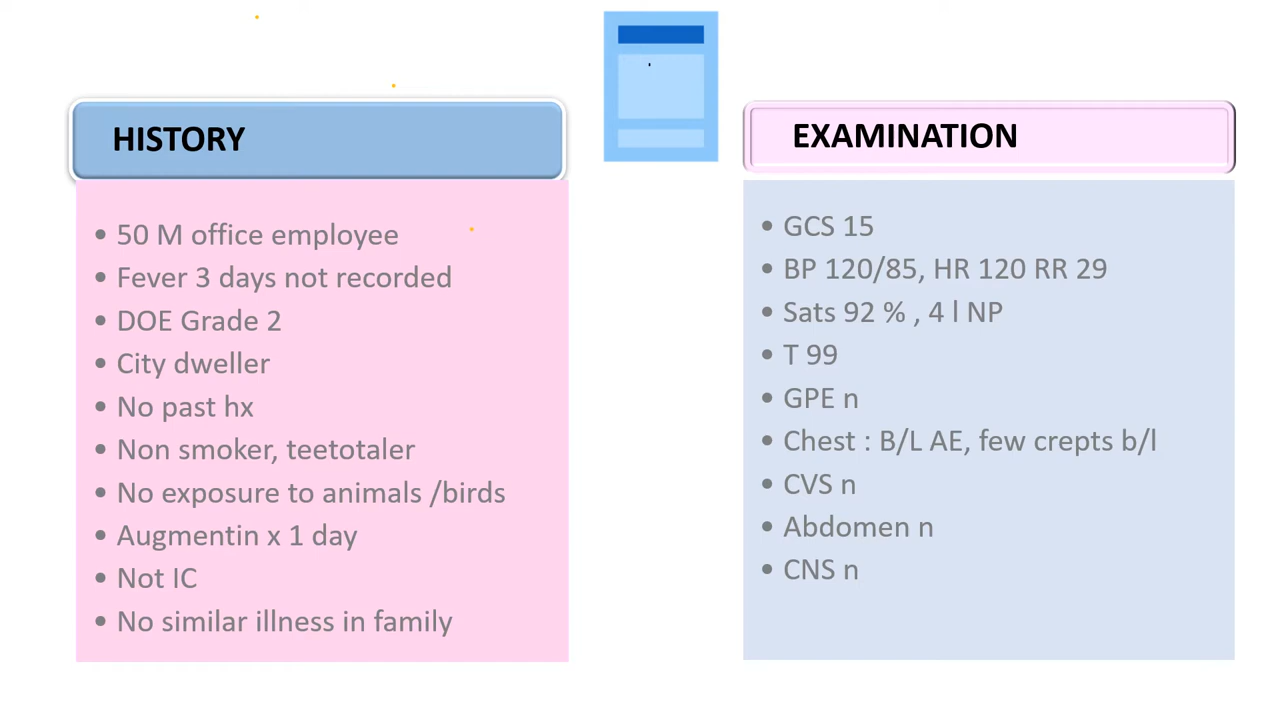 HISTORY
• 50 M office employee
• Fever 3 days not recorded
• DOE Grade 2
• City dweller
• No past hx
• Non smoker, teetotaler
• No exposure to animals /birds
• Augmentin x 1 day
• Not IC
• No similar illness in family
EXAMINATION
• GCS 15
• BP 120/85, HR 120 RR 29
• Sats 92 % , 4 l NP
• T 99
• GPE n
• Chest : B/L AE, few crepts b/l
• CVS n
• Abdomen n
• CNS n